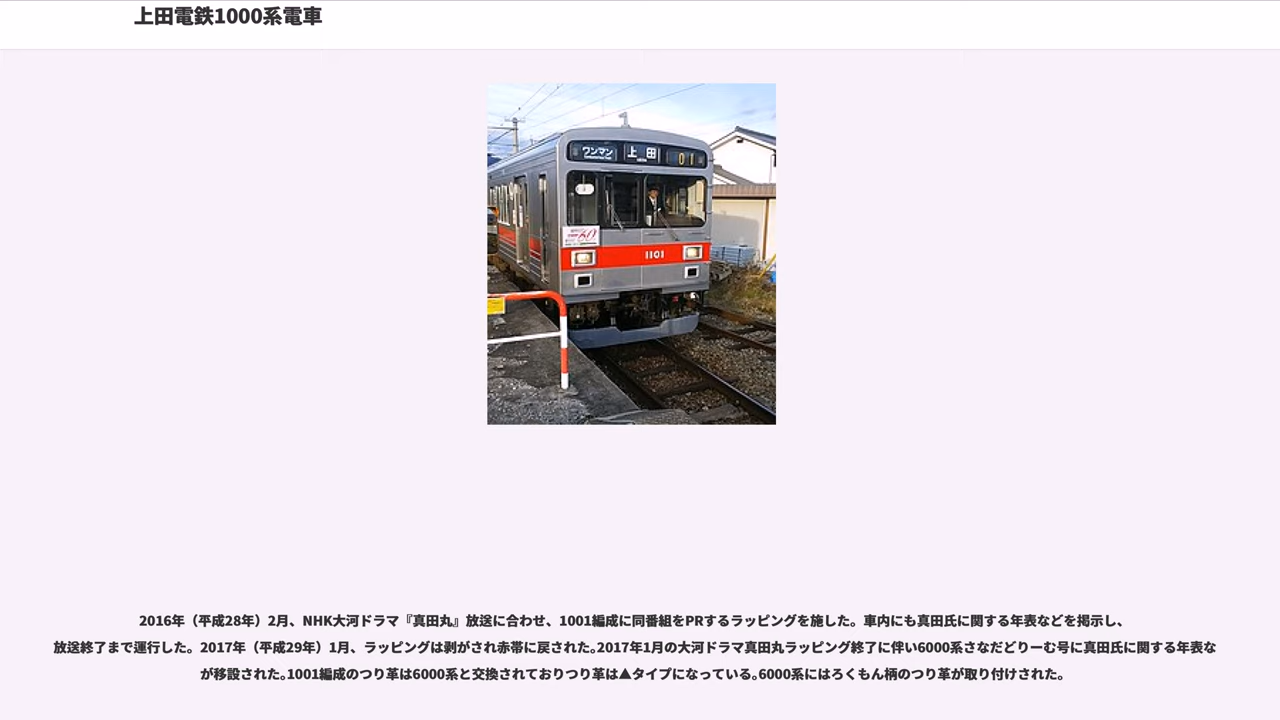 上田電鉄1000系電車
ワンマン
上田
01
60
1101
2016年（平成28年）2月、NHK大河ドラマ『真田丸』放送に合わせ、1001編成に同番組をPRするラッピングを施した。車内にも真田氏に関する年表などを掲示し、
放送終了まで運行した。2017年（平成29年）1月、ラッピングは剥がされ赤帯に戻された｡2017年1月の大河ドラマ真田丸ラッピング終了に伴い6000系さなだどりーむ号に真田氏に関する年表な
が移設された｡1001編成のつり革は6000系と交換されておりつり革は▲タイプになっている｡6000系にはろくもん柄のつり革が取り付けされた。